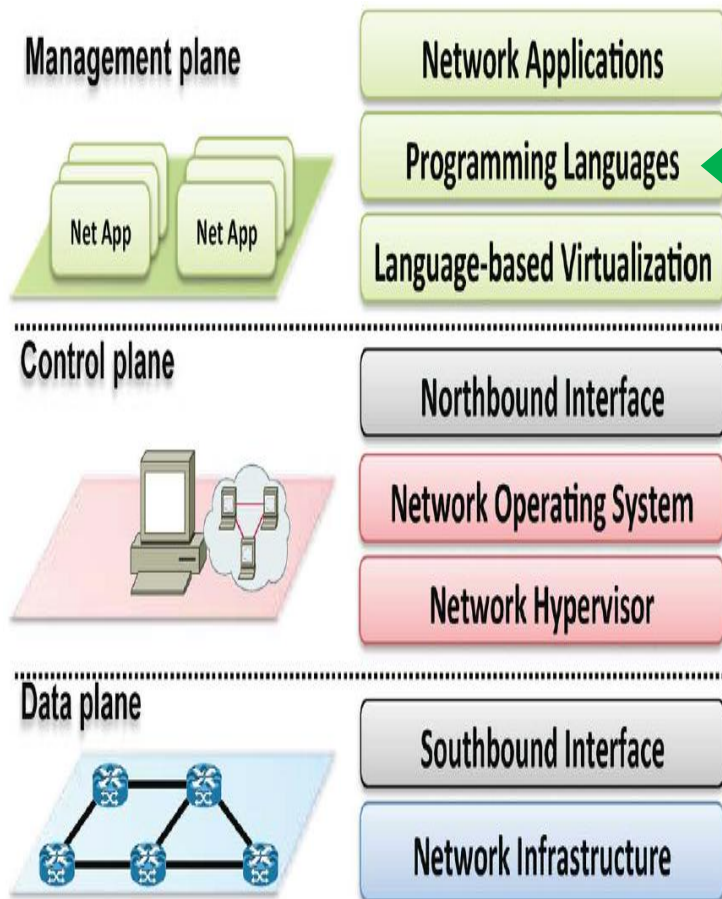 Management plane
Network Applications
Programming Languages
Net App
Net App
Language-based Virtualization
Control plane
Northbound Interface
Network Operating System
Network Hypervisor
Data plane
Southbound Interface
Network Infrastructure